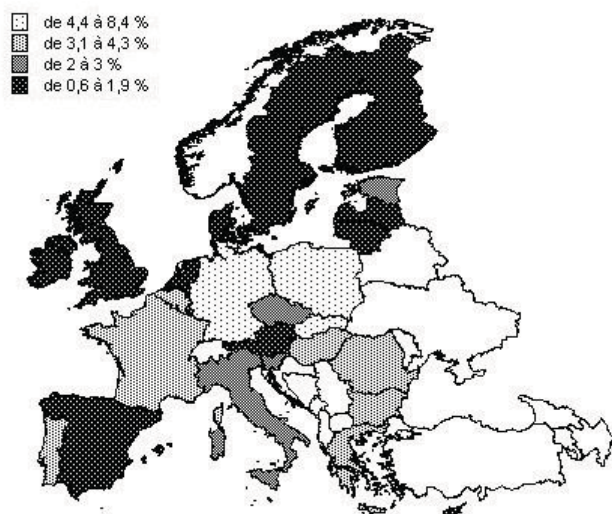 de 4,4 à 8,4 %
de 3,1 à 4,3 %
de 2 à 3 %
de 0,6 à 1,9 %